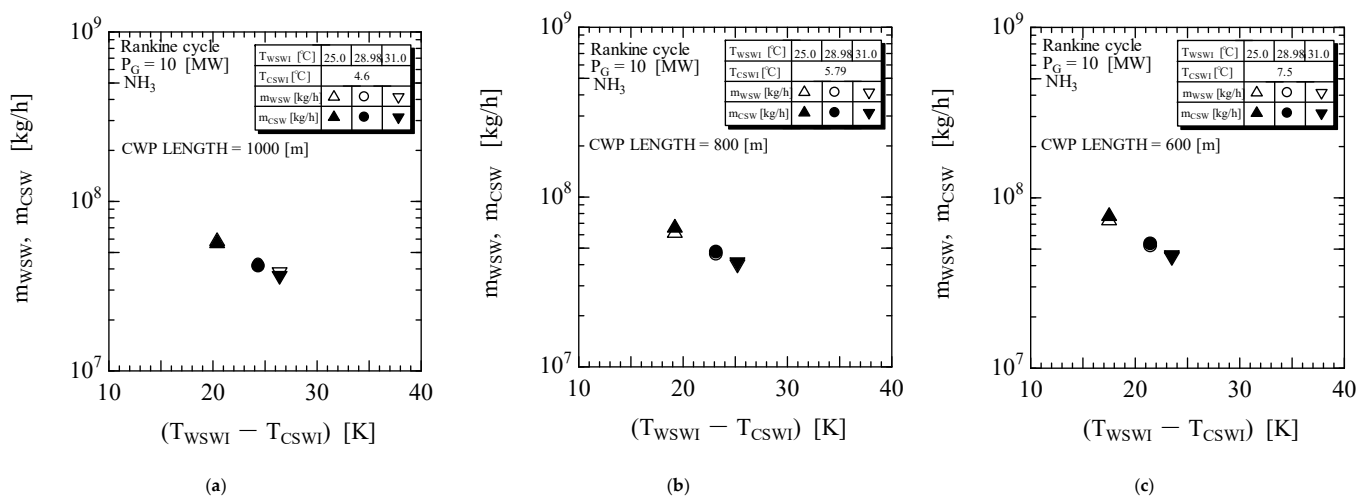 10⁹
10⁸
10⁷
m_WSW, m_CSW [kg/h]
Rankine cycle
P_G = 10 [MW]
NH₃
T_WSWI [℃] 25.0 28.98 31.0
T_CSWI [℃] 4.6
m_WSW [kg/h] △ ○ ▽
m_CSW [kg/h] ▲ ● ▼
CWP LENGTH = 1000 [m]
10 20 30 40
(T_WSWI − T_CSWI) [K]
(a)
10⁹
10⁸
10⁷
m_WSW, m_CSW [kg/h]
Rankine cycle
P_G = 10 [MW]
NH₃
T_WSWI [℃] 25.0 28.98 31.0
T_CSWI [℃] 5.79
m_WSW [kg/h] △ ○ ▽
m_CSW [kg/h] ▲ ● ▼
CWP LENGTH = 800 [m]
10 20 30 40
(T_WSWI − T_CSWI) [K]
(b)
10⁹
10⁸
10⁷
m_WSW, m_CSW [kg/h]
Rankine cycle
P_G = 10 [MW]
NH₃
T_WSWI [℃] 25.0 28.98 31.0
T_CSWI [℃] 7.5
m_WSW [kg/h] △ ○ ▽
m_CSW [kg/h] ▲ ● ▼
CWP LENGTH = 600 [m]
10 20 30 40
(T_WSWI − T_CSWI) [K]
(c)